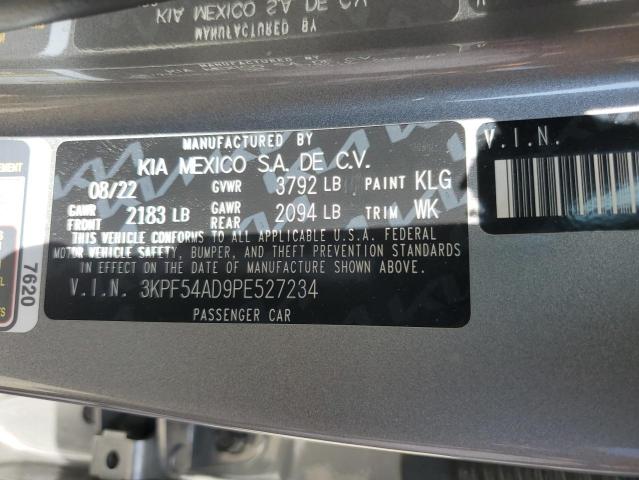 MANUFACTURED BY
KIA MEXICO S.A. DE C.V.
MANUFACTURED BY
KIA MEXICO S.A. DE C.V.
08/22 GVWR 3792 LB PAINT KLG
GAWR FRONT 2183 LB GAWR REAR 2094 LB TRIM WK
THIS VEHICLE CONFORMS TO ALL APPLICABLE U.S.A. FEDERAL
MOTOR VEHICLE SAFETY, BUMPER, AND THEFT PREVENTION STANDARDS
IN EFFECT ON THE DATE OF MANUFACTURE SHOWN ABOVE.
V.I.N. 3KPF54AD9PE527234
PASSENGER CAR
V.I.N.
7620